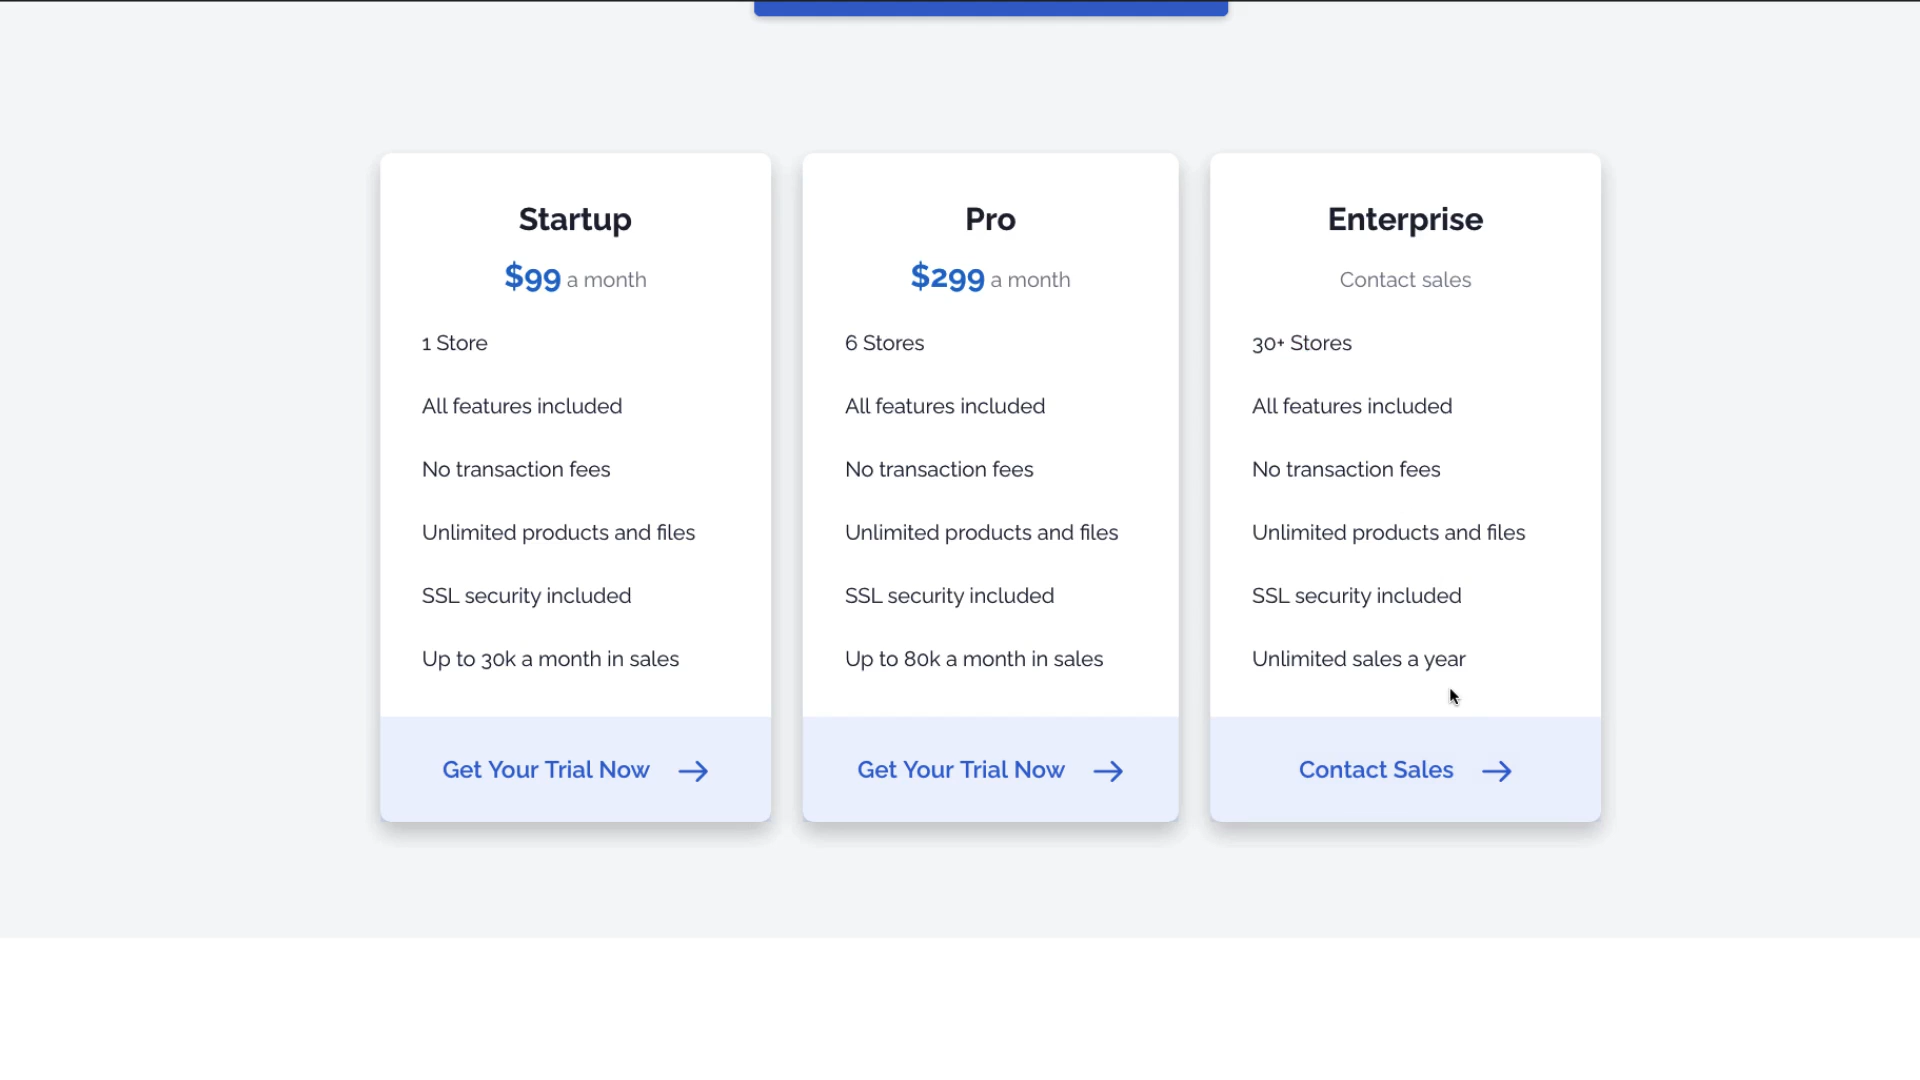 Startup
$99 a month
1 Store
All features included
No transaction fees
Unlimited products and files
SSL security included
Up to 30k a month in sales
Get Your Trial Now
Pro
$299 a month
6 Stores
All features included
No transaction fees
Unlimited products and files
SSL security included
Up to 80k a month in sales
Get Your Trial Now
Enterprise
Contact sales
30+ Stores
All features included
No transaction fees
Unlimited products and files
SSL security included
Unlimited sales a year
Contact Sales